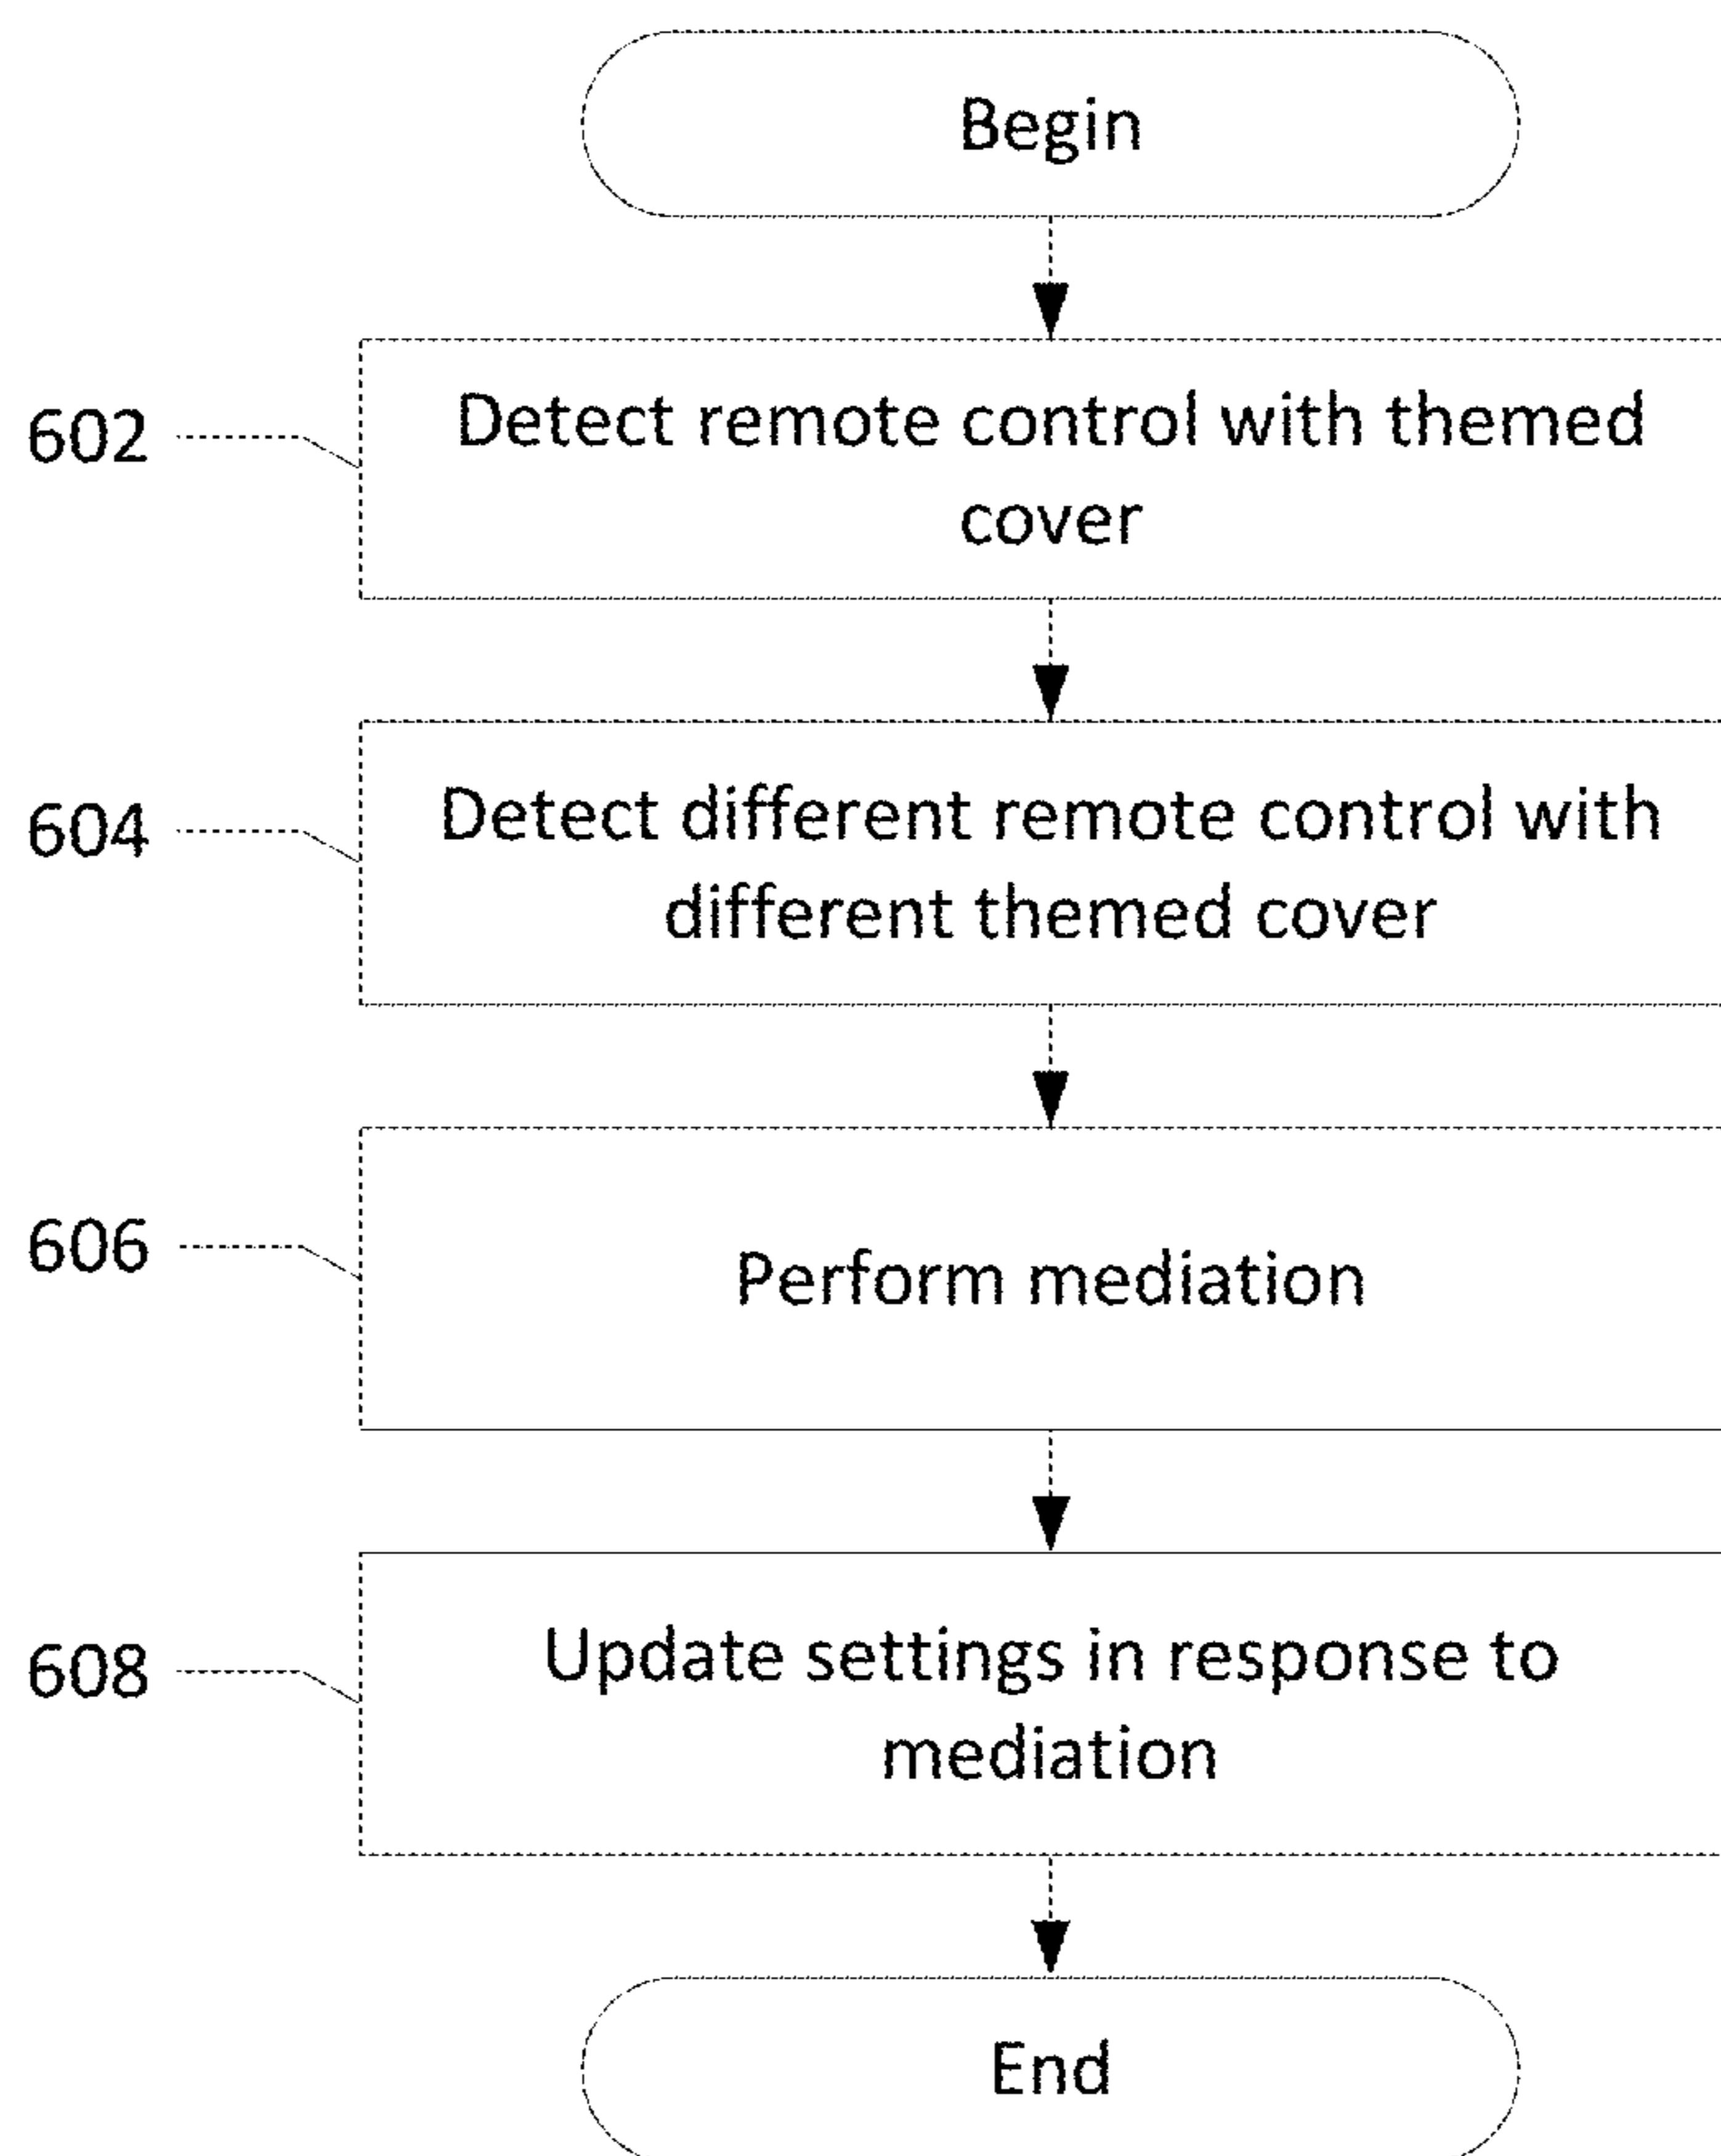 Begin
602
Detect remote control with themed
cover
604
Detect different remote control with
different themed cover
606
Perform mediation
608
Update settings in response to
mediation
End